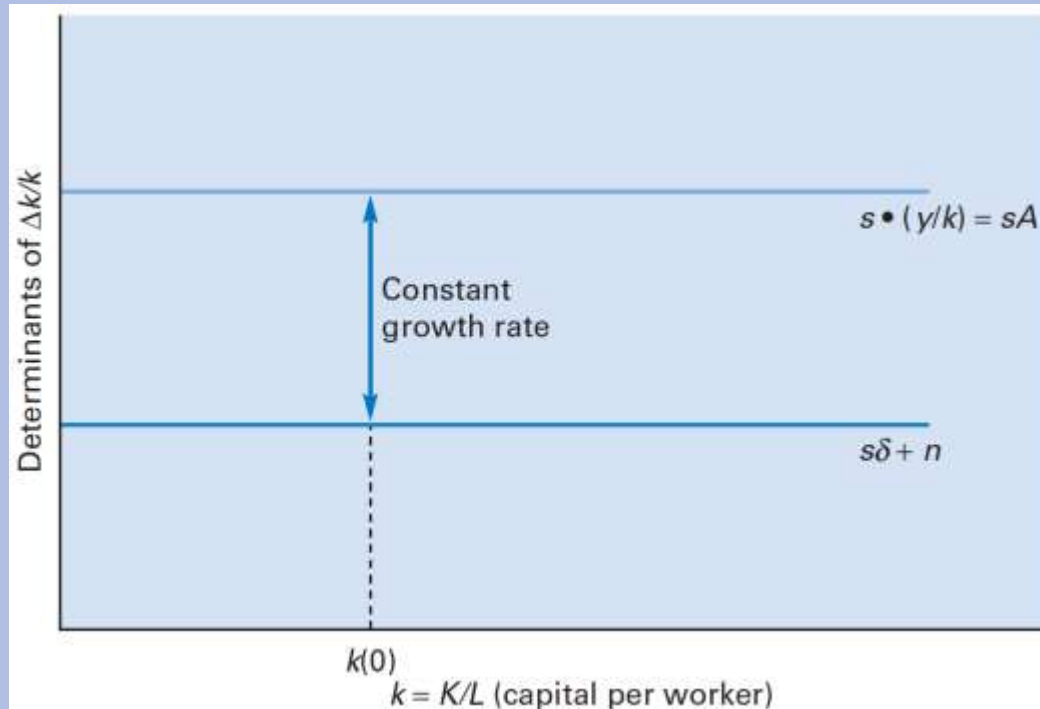 Determinants of Δk/k
s • (y/k) = sA
Constant
growth rate
sδ + n
k(0)
k = K/L (capital per worker)